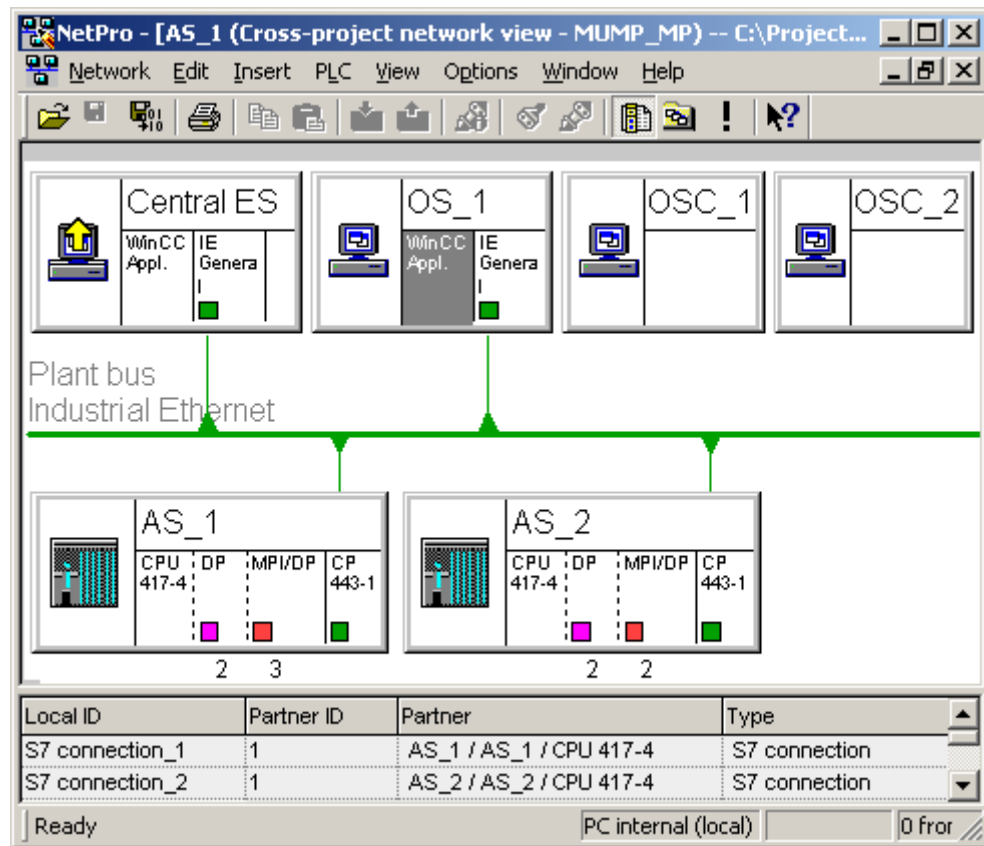 NetPro - [AS_1 (Cross-project network view - MUMP_MP) -- C:\Project...
Network Edit Insert PLC View Options Window Help
Central ES
WinCC Appl.
IE Genera l
OS_1
WinCC Appl.
IE Genera l
OSC_1
OSC_2
Plant bus
Industrial Ethernet
AS_1
CPU 417-4
DP
MPI/DP
CP 443-1
2 3
AS_2
CPU 417-4
DP
MPI/DP
CP 443-1
2 2
Local ID Partner ID Partner Type
S7 connection_1 1 AS_1 / AS_1 / CPU 417-4 S7 connection
S7 connection_2 1 AS_2 / AS_2 / CPU 417-4 S7 connection
Ready PC internal (local) 0 fror